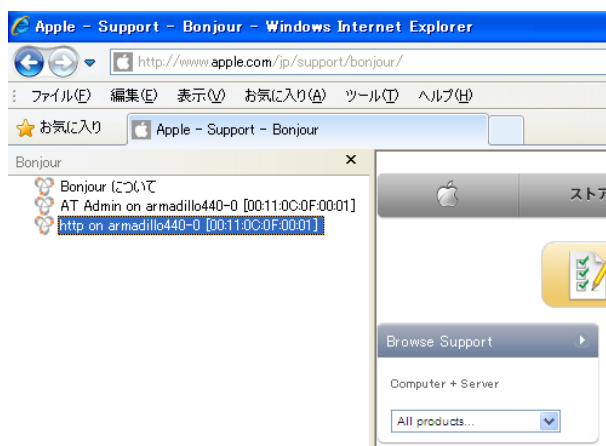 Apple - Support - Bonjour - Windows Internet Explorer
http://www.apple.com/jp/support/bonjour/
ファイル(F) 編集(E) 表示(V) お気に入り(A) ツール(T) ヘルプ(H)
お気に入り Apple - Support - Bonjour
Bonjour
Bonjour について
AT Admin on armadillo440-0 [00:11:0C:0F:00:01]
http on armadillo440-0 [00:11:0C:0F:00:01]
ストア
Browse Support
Computer + Server
All products...